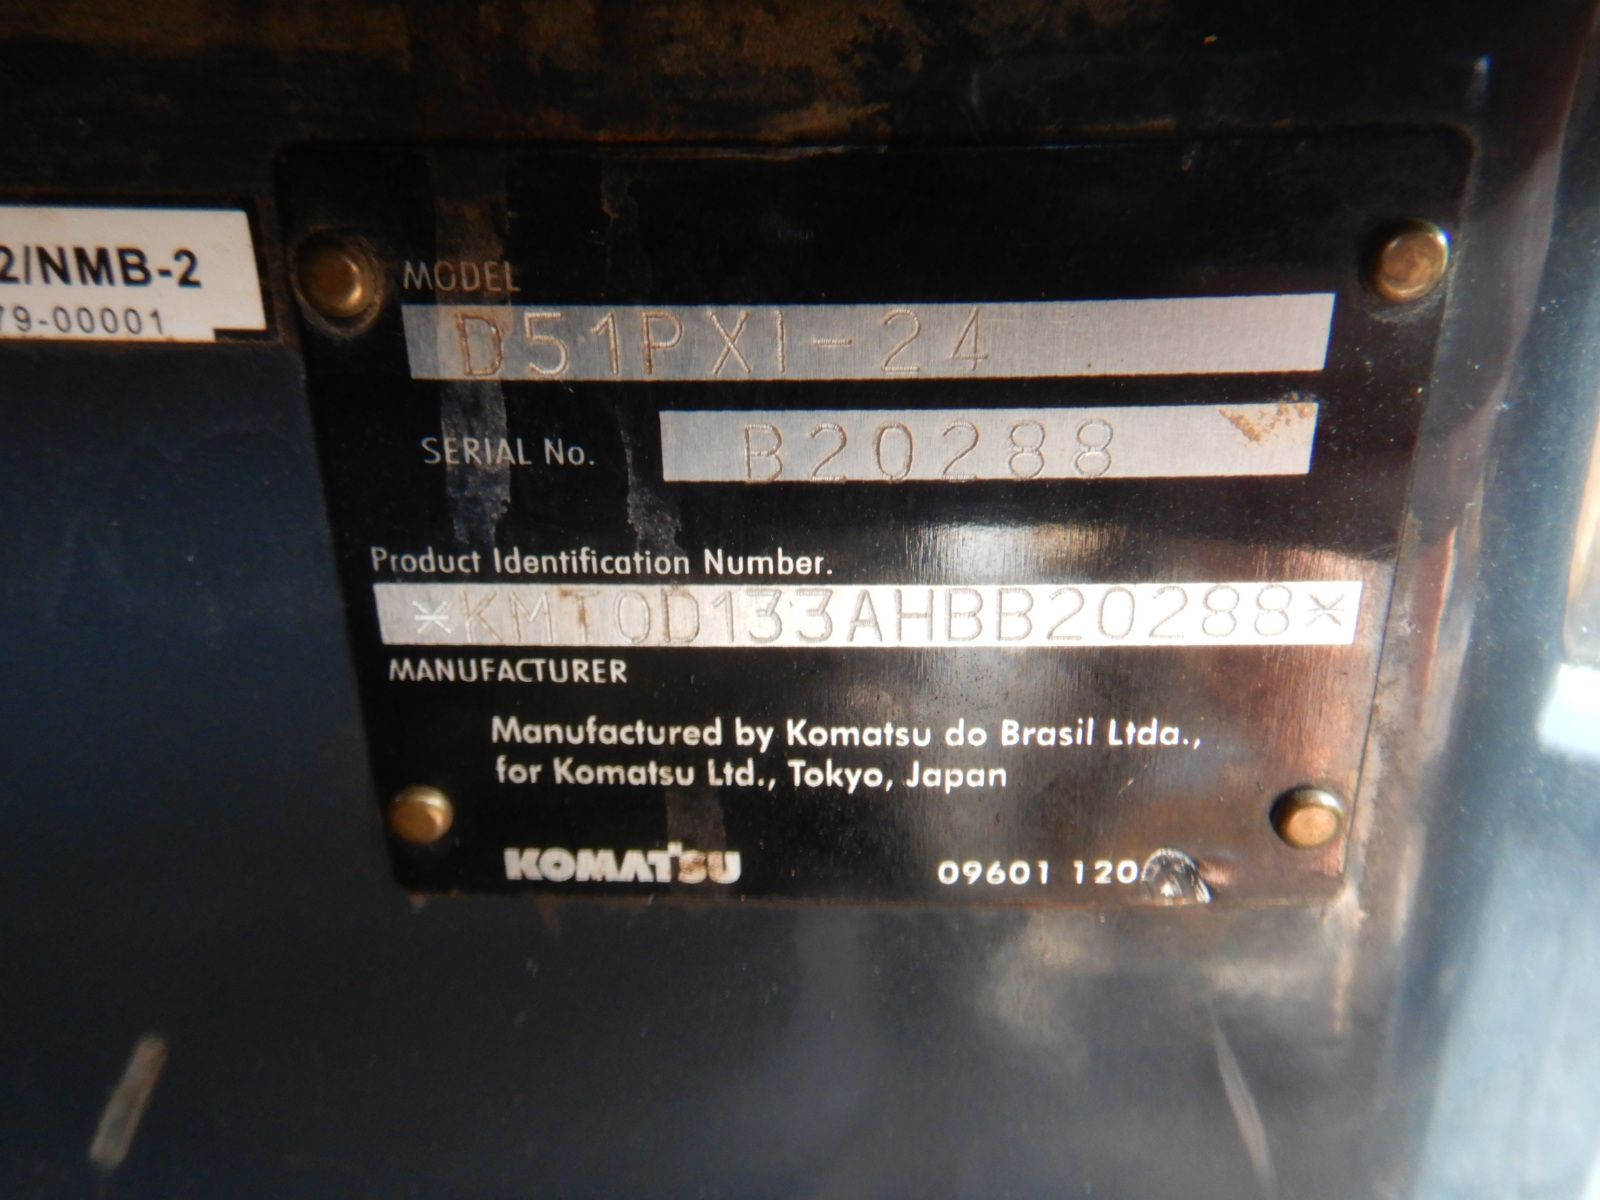 2/NMB-2
79-00001
MODEL
D51PXI-24
SERIAL No.
B20288
Product Identification Number.
*KMT0D133AHBB20288*
MANUFACTURER
Manufactured by Komatsu do Brasil Ltda.,
for Komatsu Ltd., Tokyo, Japan
KOMATSU
09601 120